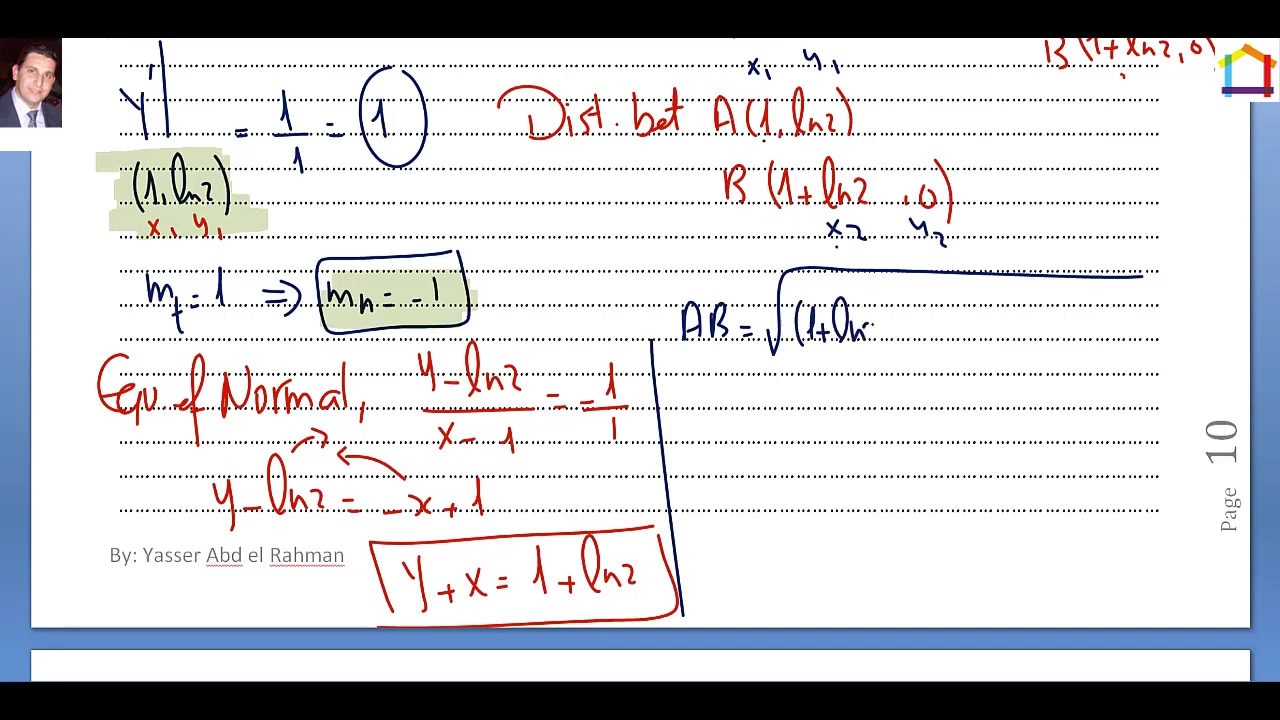 x₁ y₁
B (1+ln2, 0)
y'|
= 1/1 = 1
(1, ln2)
x₁ y₁
Dist. bet A(1, ln2)
B (1+ln2, 0)
x₂ y₂
m_t = 1 ⇒ m_n = -1
AB = √(1+ln
Equ. of Normal, (y-ln2)/(x-1) = -1/1
y-ln2 = -x+1
y+x = 1+ln2
By: Yasser Abd el Rahman
Page 10